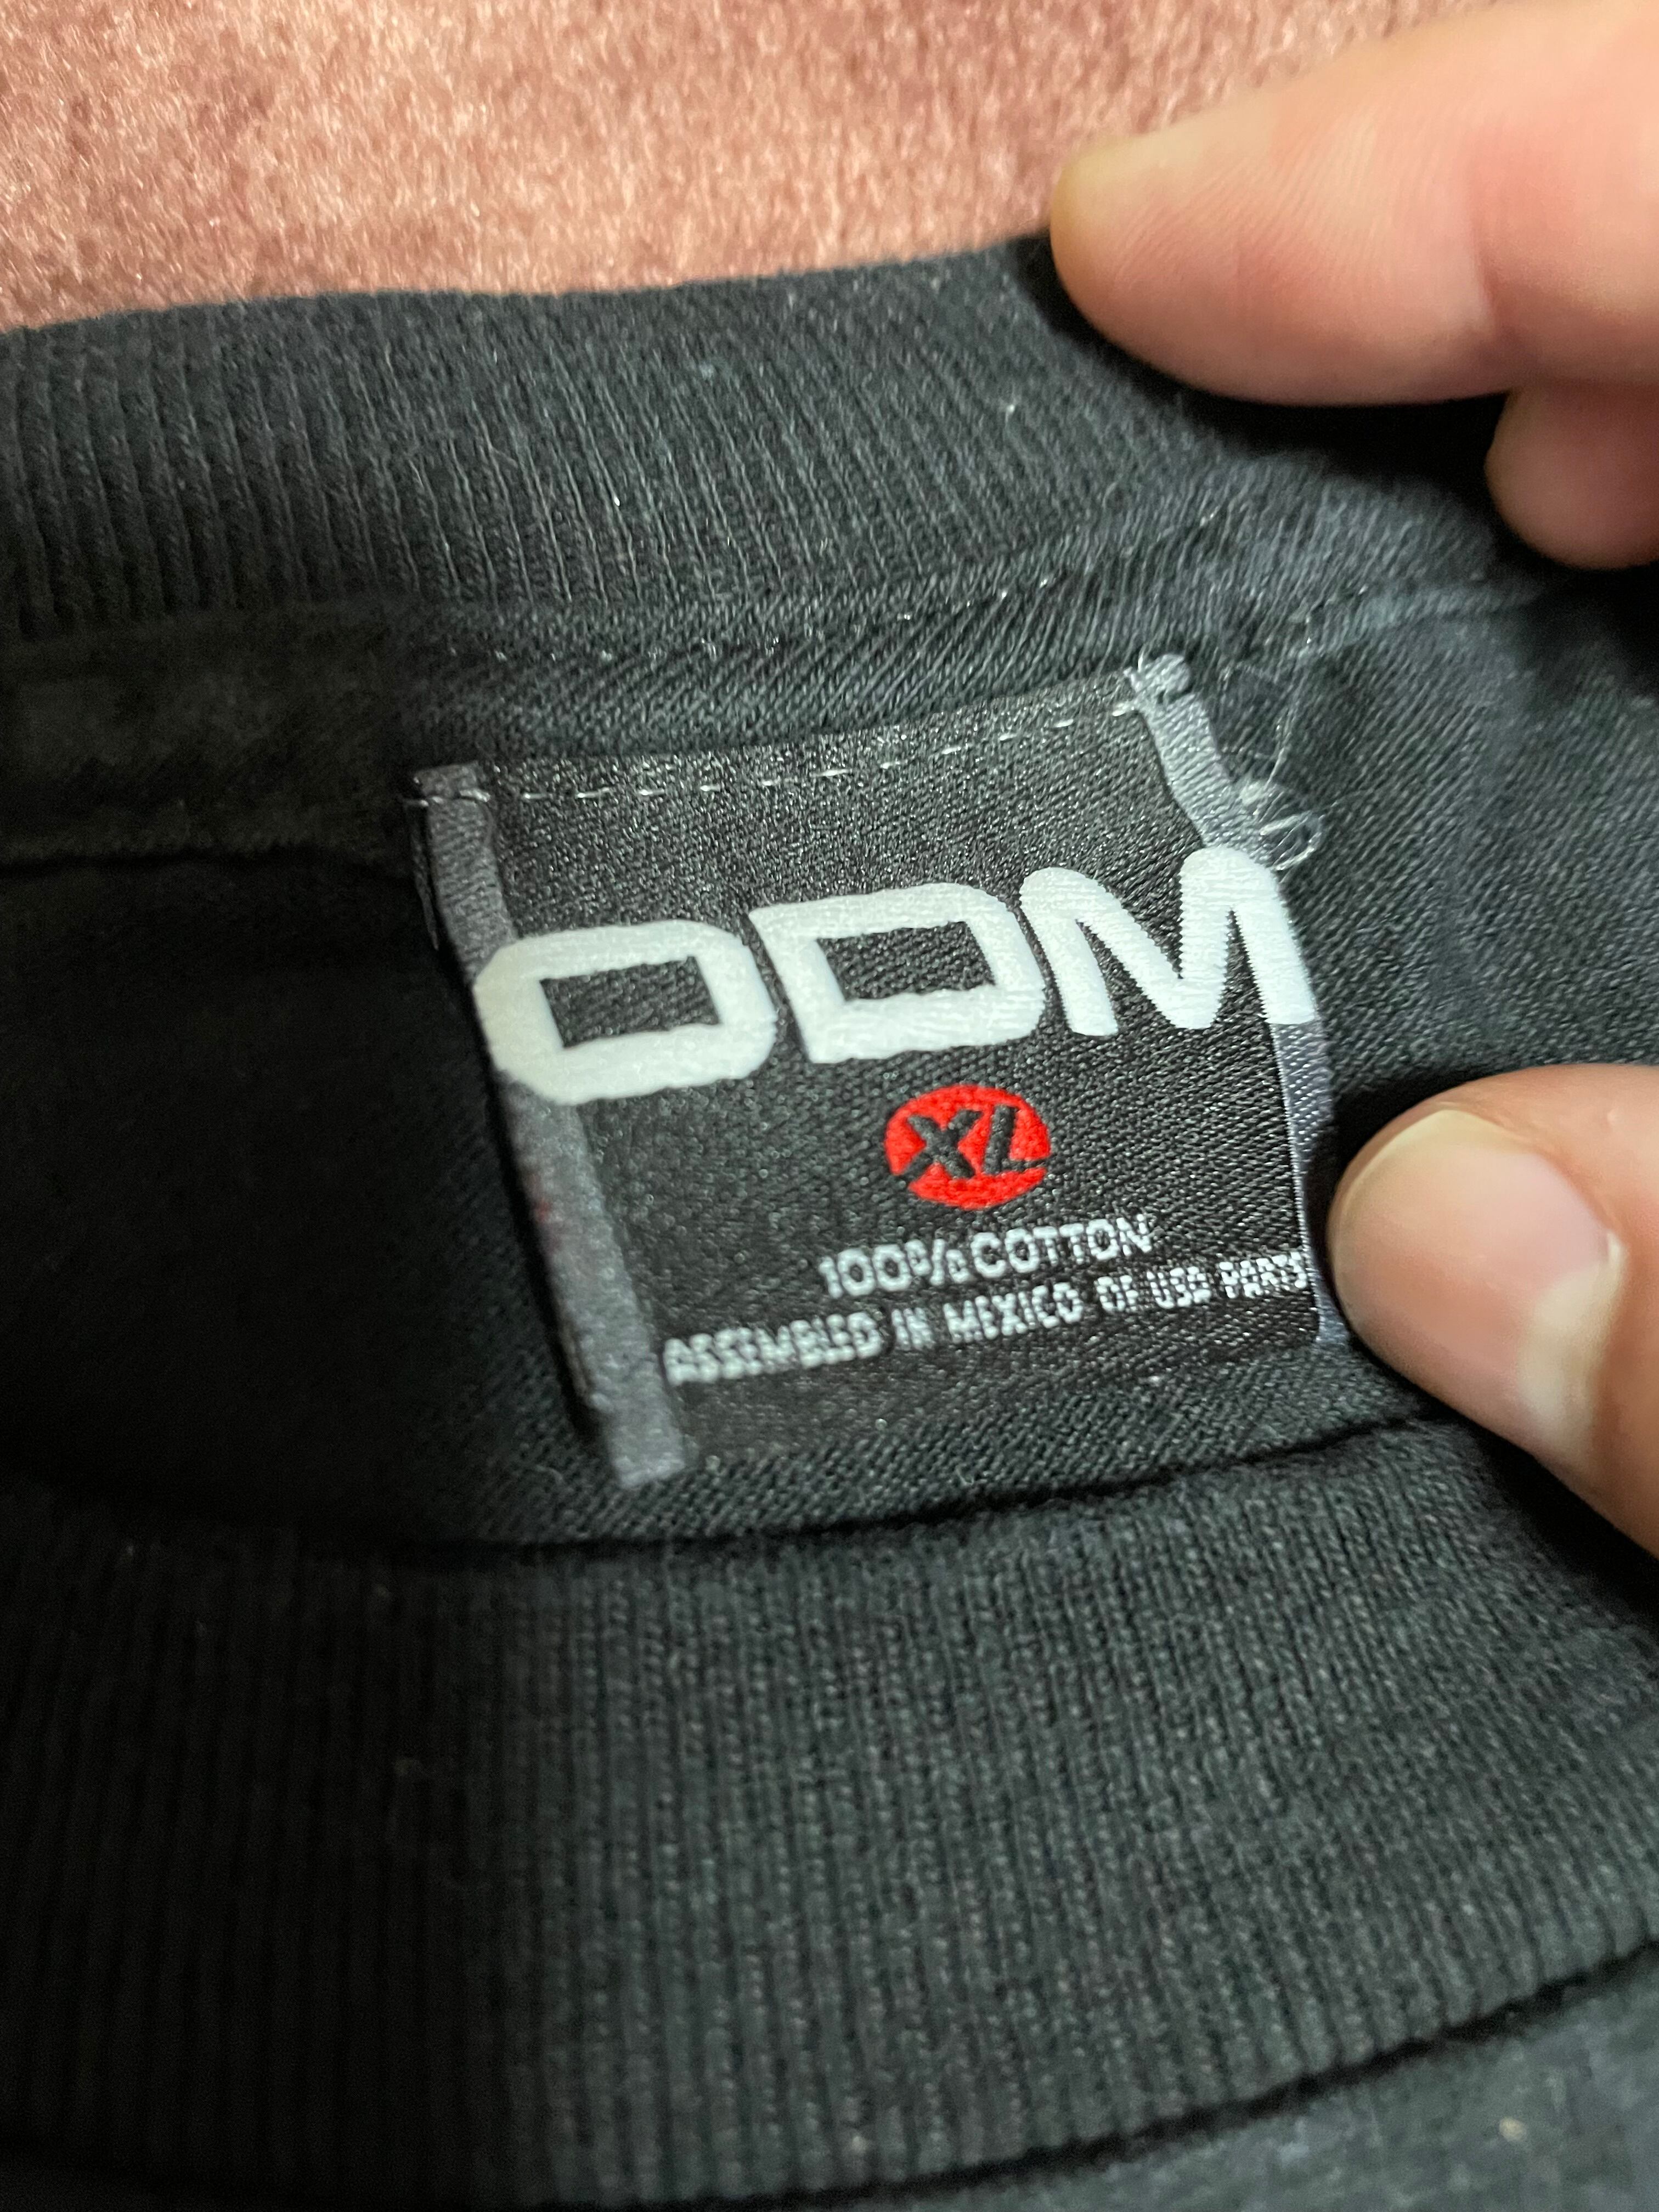 ODM
XL
100% COTTON
ASSEMBLED IN MEXICO OF USA PARTS